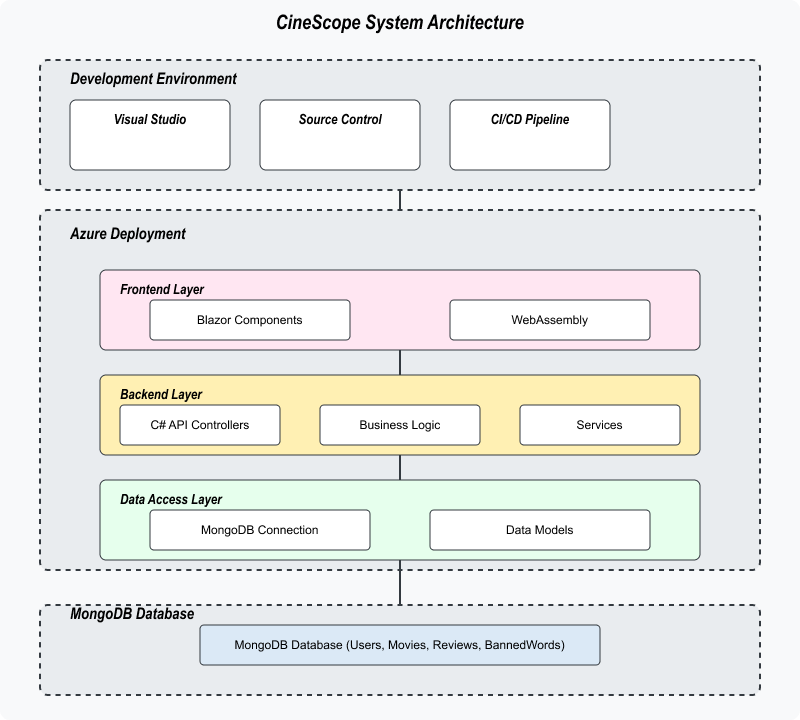 CineScope System Architecture
Development Environment
Visual Studio
Source Control
CI/CD Pipeline
Azure Deployment
Frontend Layer
Blazor Components
WebAssembly
Backend Layer
C# API Controllers
Business Logic
Services
Data Access Layer
MongoDB Connection
Data Models
MongoDB Database
MongoDB Database (Users, Movies, Reviews, BannedWords)